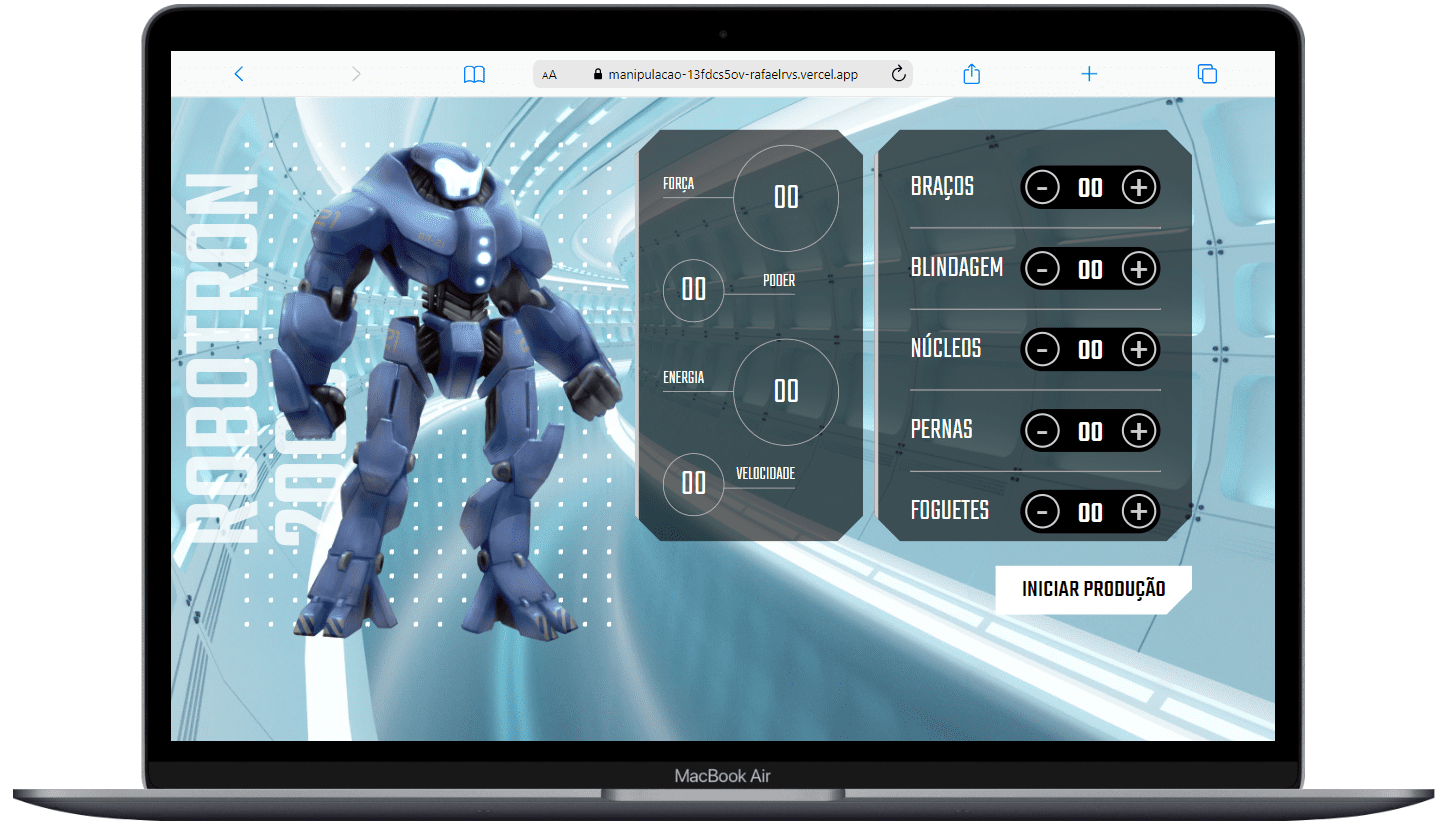 AA
manipulacao-13fdcs5ov-rafaelrvs.vercel.app
ROBOTRON
FORÇA
00
00
PODER
ENERGIA
00
00
VELOCIDADE
BRAÇOS
-
00
+
BLINDAGEM
-
00
+
NÚCLEOS
-
00
+
PERNAS
-
00
+
FOGUETES
-
00
+
INICIAR PRODUÇÃO
MacBook Air